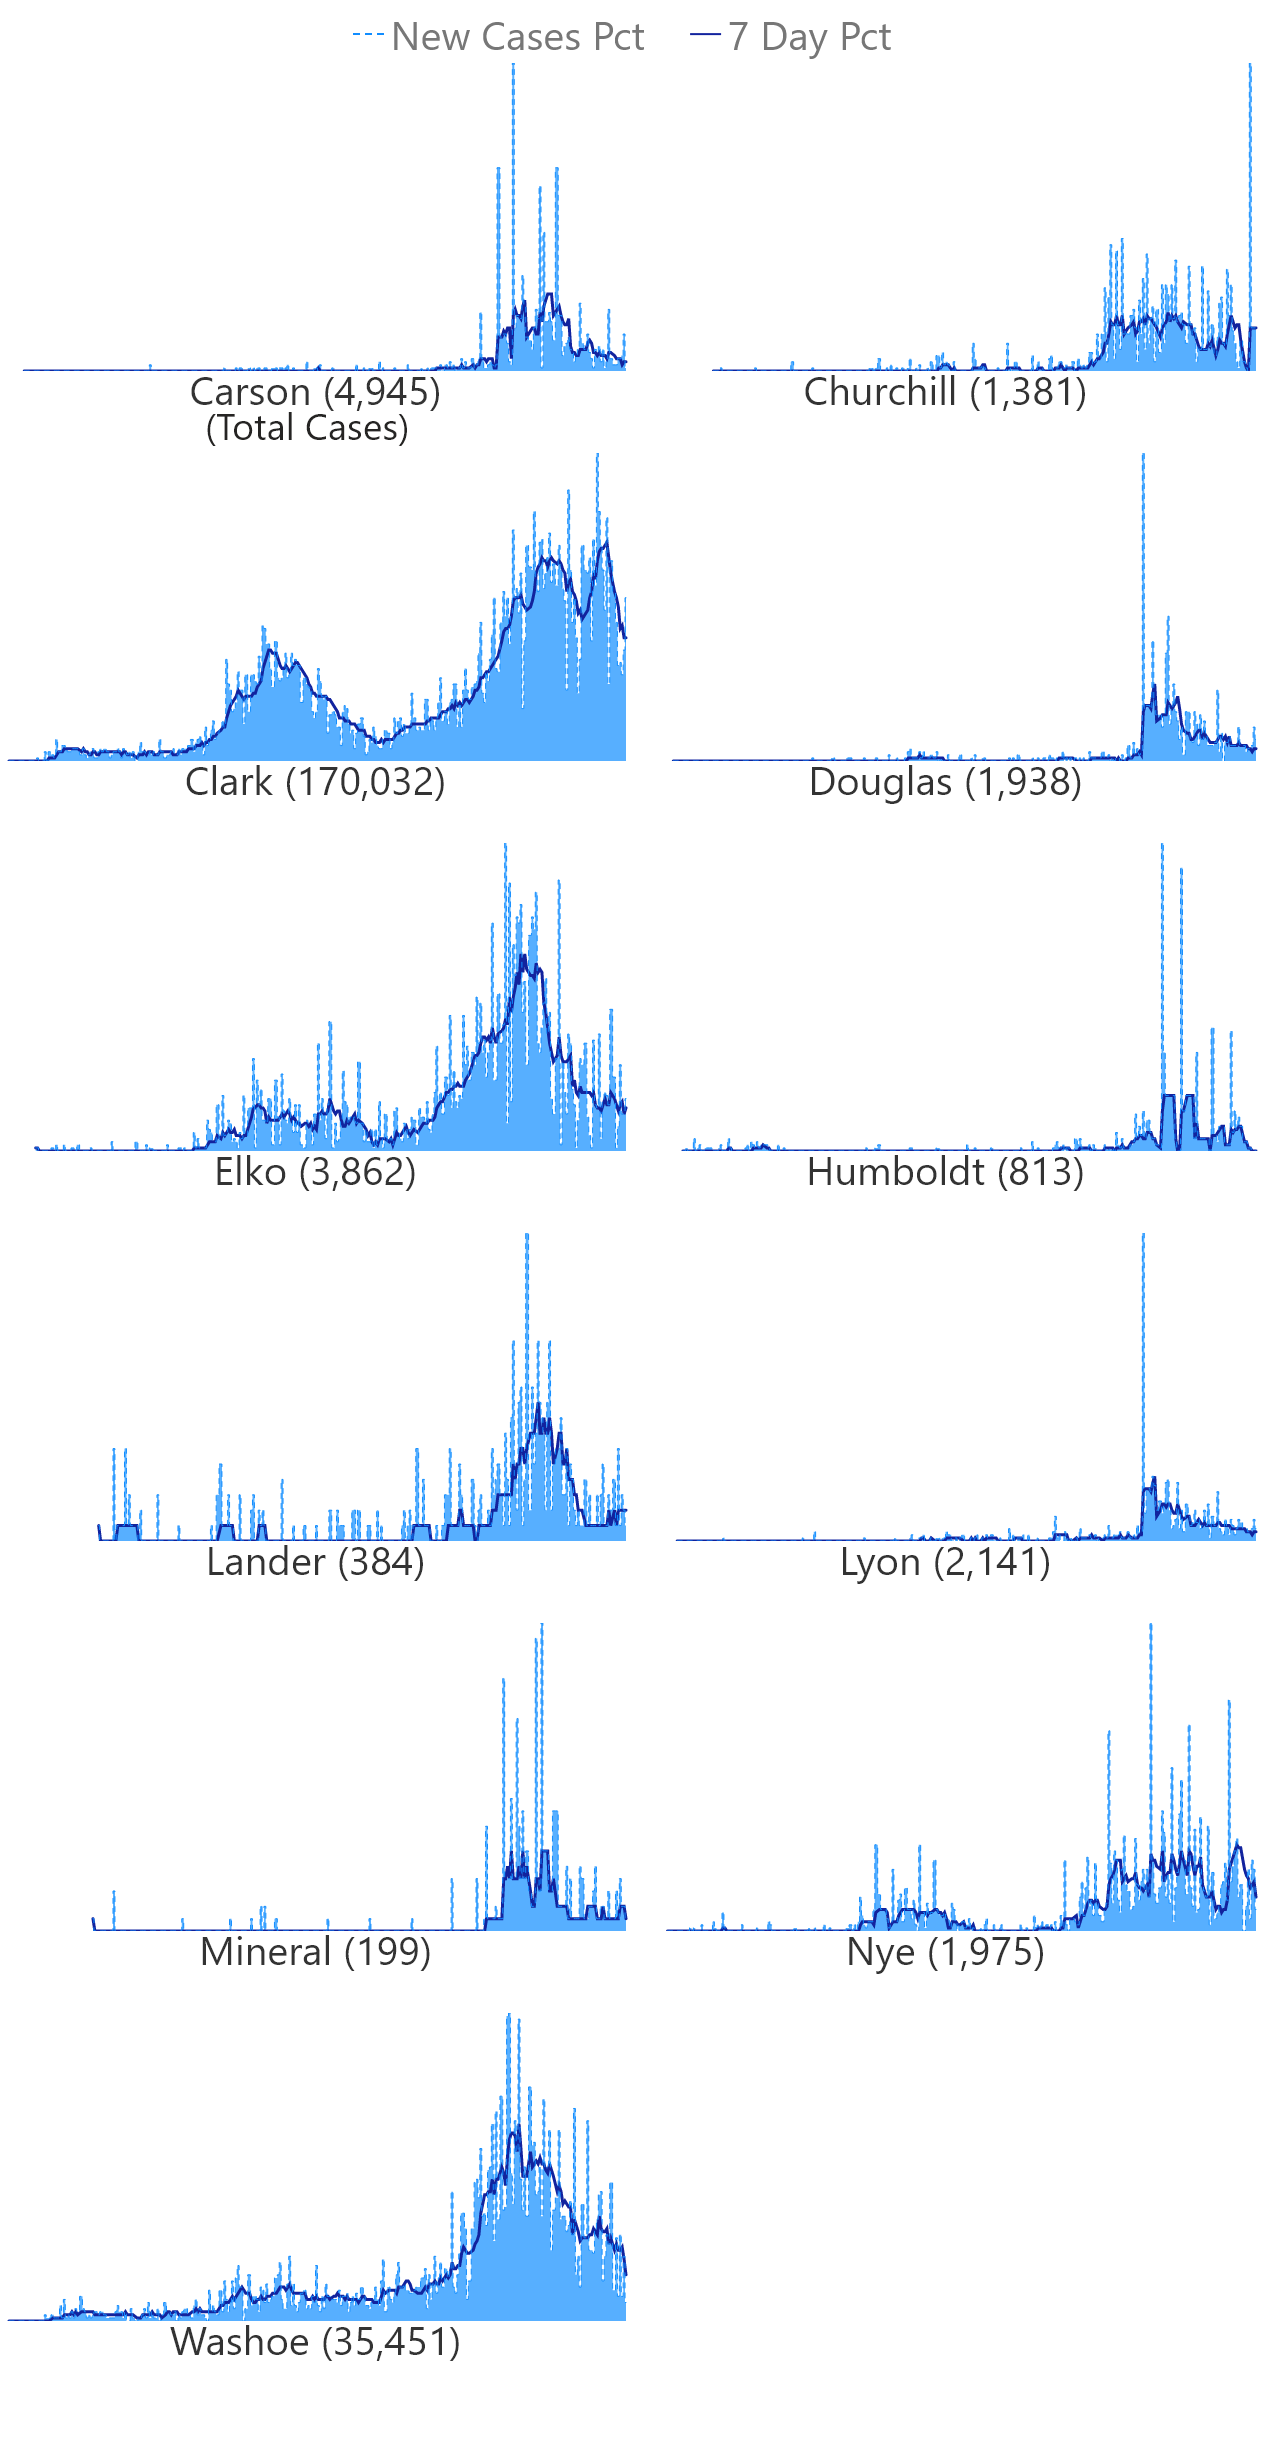 New Cases Pct 7 Day Pct
Carson (4,945) Churchill (1,381)
(Total Cases)
Clark (170,032) Douglas (1,938)
Elko (3,862) Humboldt (813)
Lander (384) Lyon (2,141)
Mineral (199) Nye (1,975)
Washoe (35,451)